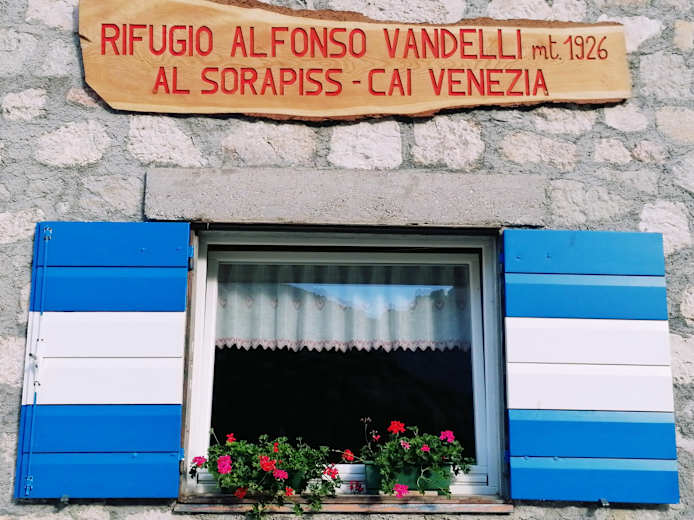 RIFUGIO ALFONSO VANDELLI mt. 1926
AL SORAPISS - CAI VENEZIA